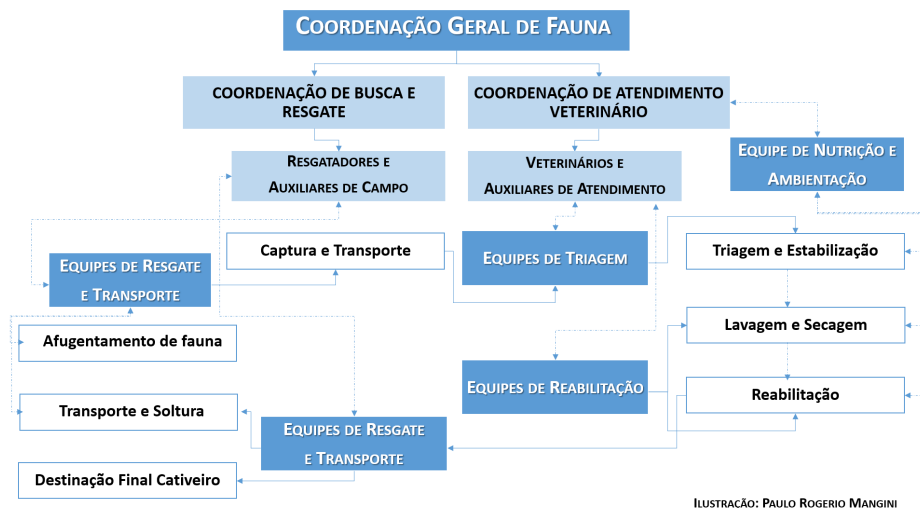 COORDENAÇÃO GERAL DE FAUNA
COORDENAÇÃO DE BUSCA E
RESGATE
COORDENAÇÃO DE ATENDIMENTO
VETERINÁRIO
EQUIPE DE NUTRIÇÃO E
AMBIENTAÇÃO
RESGATADORES E
AUXILIARES DE CAMPO
VETERINÁRIOS E
AUXILIARES DE ATENDIMENTO
EQUIPES DE RESGATE
E TRANSPORTE
Captura e Transporte
EQUIPES DE TRIAGEM
Triagem e Estabilização
Afugentamento de fauna
Lavagem e Secagem
EQUIPES DE REABILITAÇÃO
Reabilitação
Transporte e Soltura
EQUIPES DE RESGATE
E TRANSPORTE
Destinação Final Cativeiro
ILUSTRAÇÃO: PAULO ROGERIO MANGINI